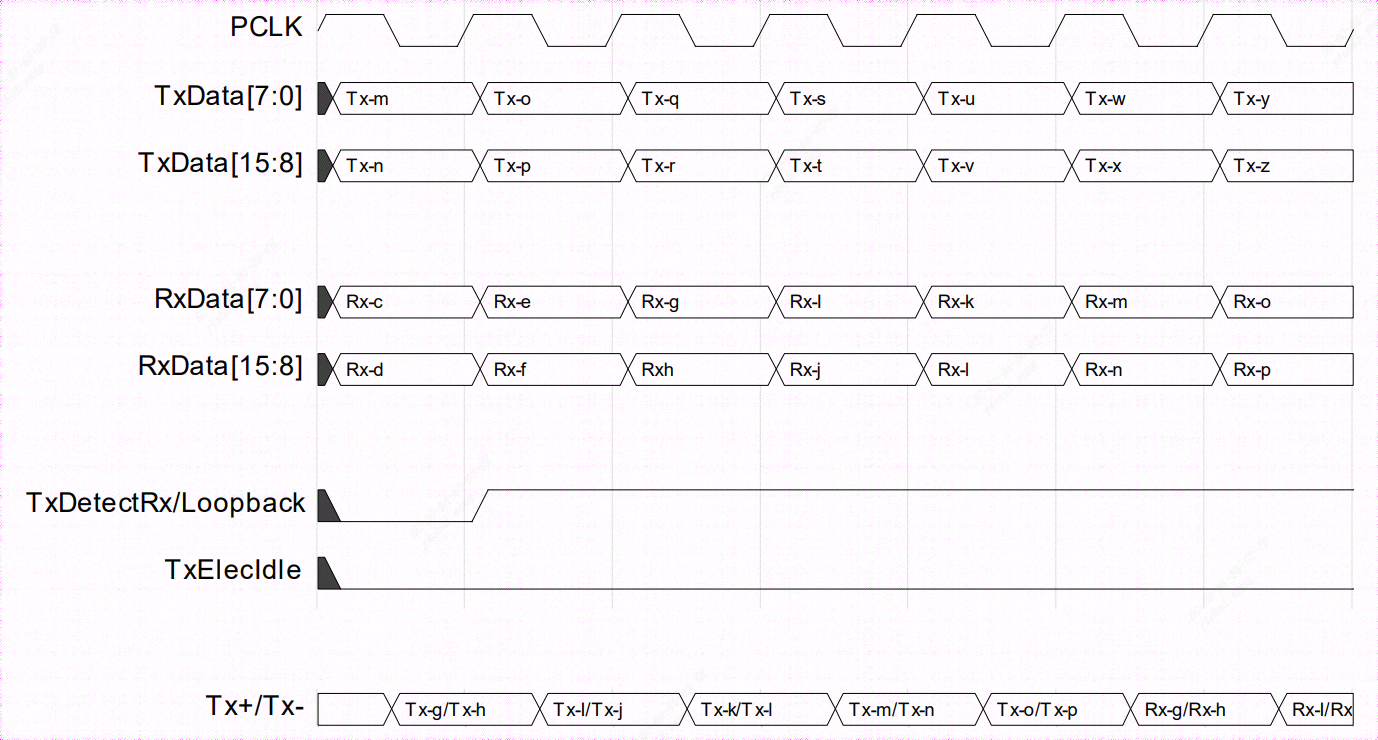 PCLK
TxData[7:0] Tx-m Tx-o Tx-q Tx-s Tx-u Tx-w Tx-y
TxData[15:8] Tx-n Tx-p Tx-r Tx-t Tx-v Tx-x Tx-z
RxData[7:0] Rx-c Rx-e Rx-g Rx-l Rx-k Rx-m Rx-o
RxData[15:8] Rx-d Rx-f Rxh Rx-j Rx-l Rx-n Rx-p
TxDetectRx/Loopback
TxElecIdle
Tx+/Tx- Tx-g/Tx-h Tx-l/Tx-j Tx-k/Tx-l Tx-m/Tx-n Tx-o/Tx-p Rx-g/Rx-h Rx-l/Rx